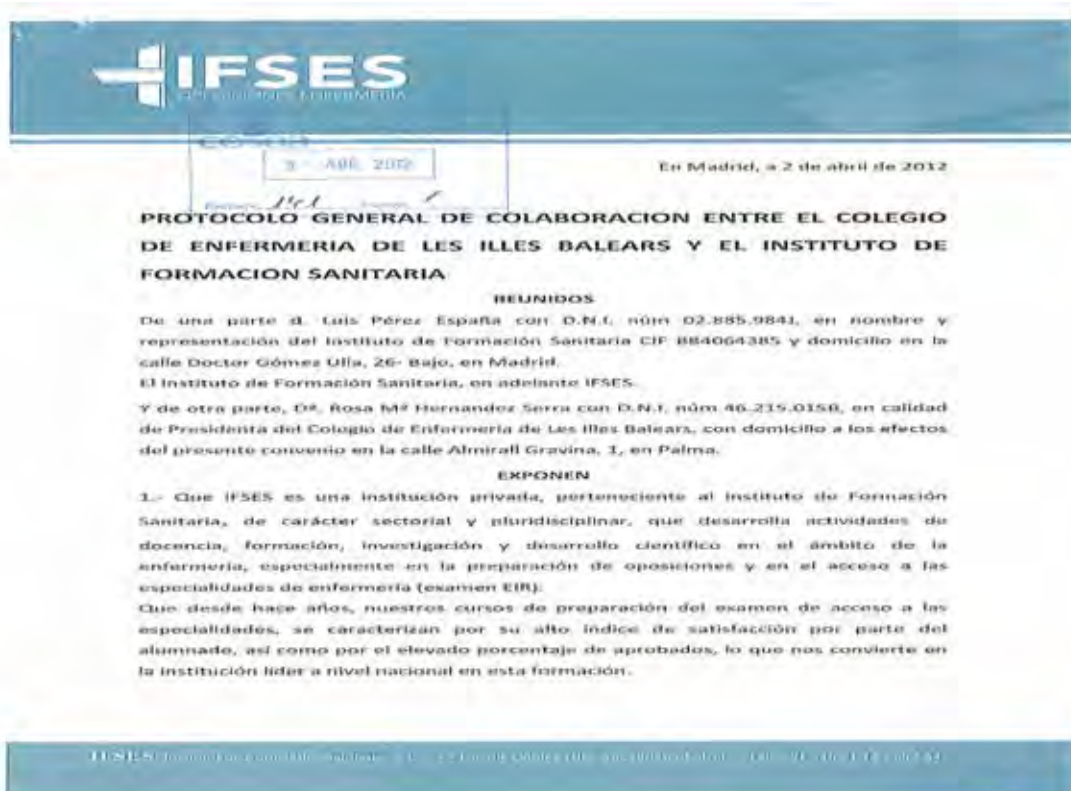 IFSES
En Madrid, a 2 de abril de 2012
ABR. 2012
PROTOCOLO GENERAL DE COLABORACION ENTRE EL COLEGIO
DE ENFERMERIA DE LES ILLES BALEARS Y EL INSTITUTO DE
FORMACION SANITARIA
REUNIDOS
De una parte d. Luis Pérez España con D.N.I. núm 02.885.984J, en nombre y
representación del Instituto de Formación Sanitaria CIF B84064385 y domicilio en la
calle Doctor Gómez Ulla, 26- Bajo, en Madrid.
El Instituto de Formación Sanitaria, en adelante IFSES.
Y de otra parte, Dª. Rosa Mª Hernandez Serra con D.N.I. núm 46.215.015B, en calidad
de Presidenta del Colegio de Enfermería de Les Illes Balears, con domicilio a los efectos
del presente convenio en la calle Almirall Gravina, 1, en Palma.
EXPONEN
1.- Que IFSES es una institución privada, perteneciente al instituto de Formación
Sanitaria, de carácter sectorial y pluridisciplinar, que desarrolla actividades de
docencia, formación, investigación y desarrollo científico en el ámbito de la
enfermería, especialmente en la preparación de oposiciones y en el acceso a las
especialidades de enfermería (examen EIR).
Que desde hace años, nuestros cursos de preparación del examen de acceso a las
especialidades, se caracterizan por su alto índice de satisfacción por parte del
alumnado, así como por el elevado porcentaje de aprobados, lo que nos convierte en
la institución líder a nivel nacional en esta formación.
IFSES